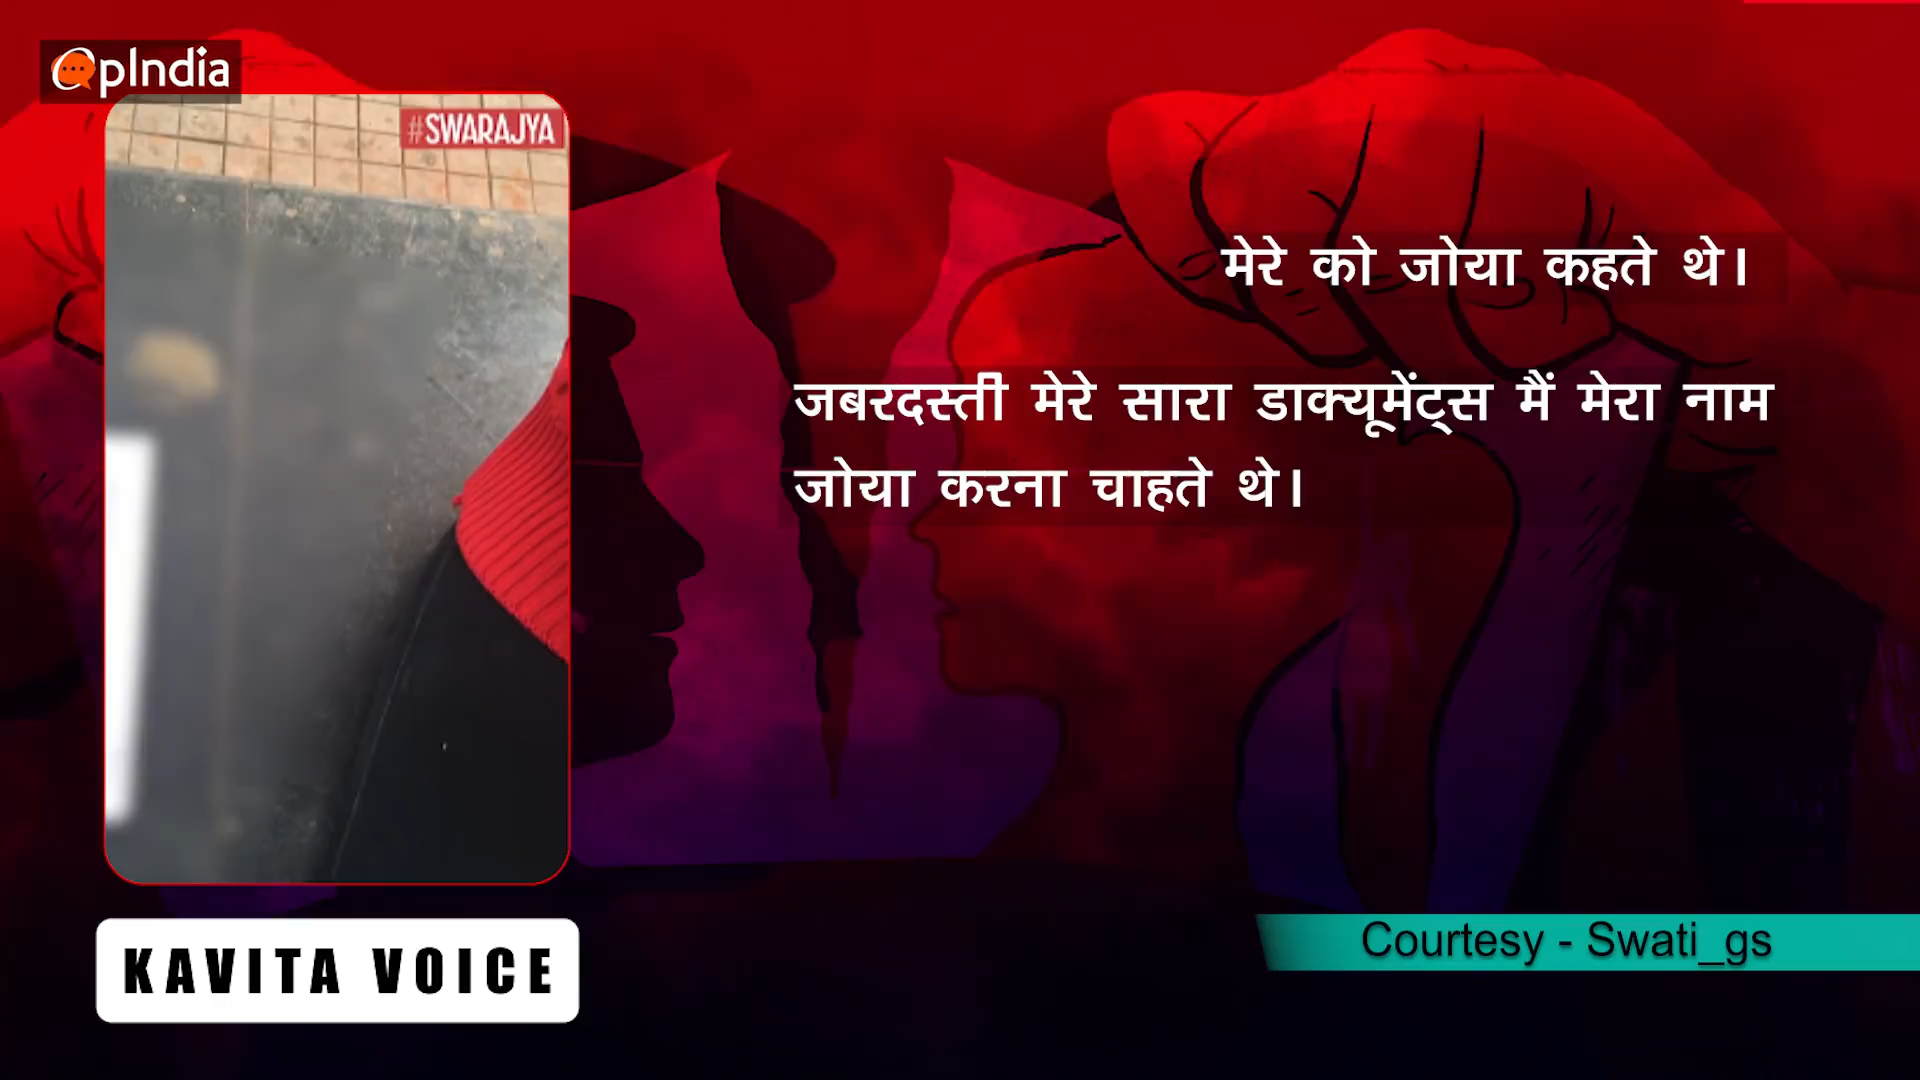 OpIndia
#SWARAJYA
मेरे को जोया कहते थे।
जबरदस्ती मेरे सारा डाक्यूमेंट्स मैं मेरा नाम
जोया करना चाहते थे।
KAVITA VOICE
Courtesy - Swati_gs